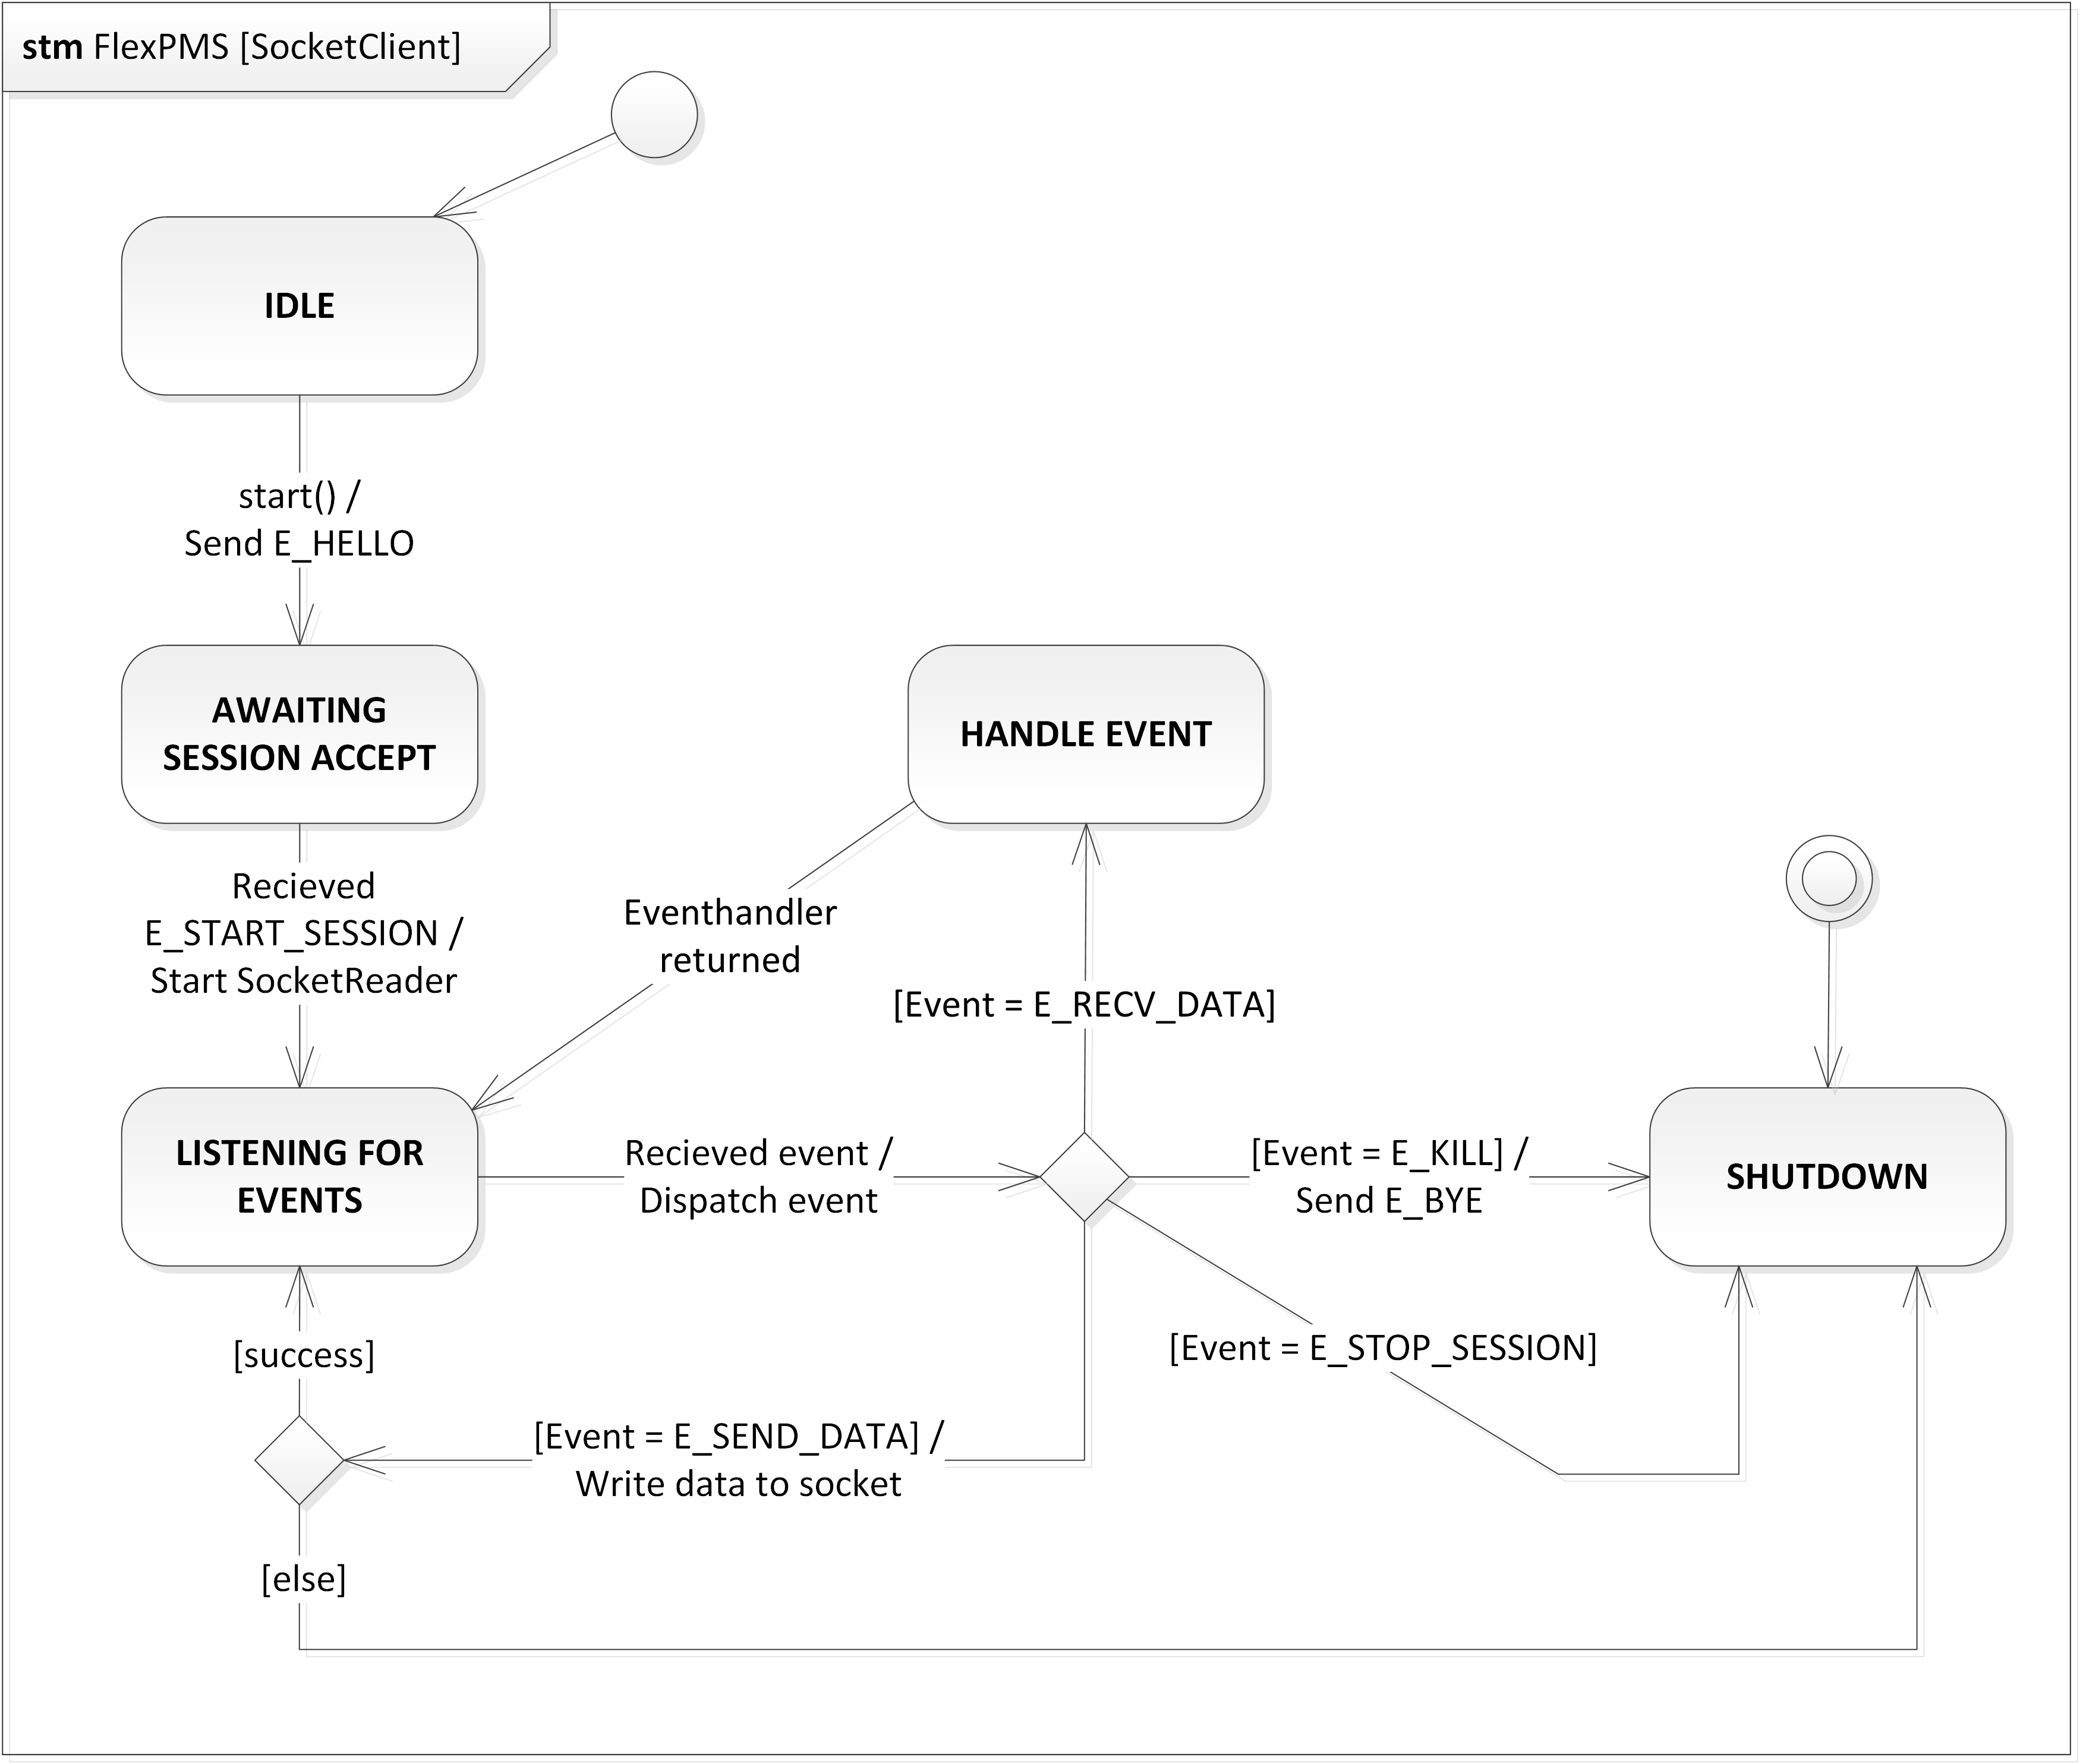 stm FlexPMS [SocketClient]
IDLE
start() /
Send E_HELLO
AWAITING
SESSION ACCEPT
HANDLE EVENT
Recieved
E_START_SESSION /
Start SocketReader
Eventhandler
returned
[Event = E_RECV_DATA]
LISTENING FOR
EVENTS
Recieved event /
Dispatch event
[Event = E_KILL] /
Send E_BYE
SHUTDOWN
[success]
[Event = E_STOP_SESSION]
[Event = E_SEND_DATA] /
Write data to socket
[else]